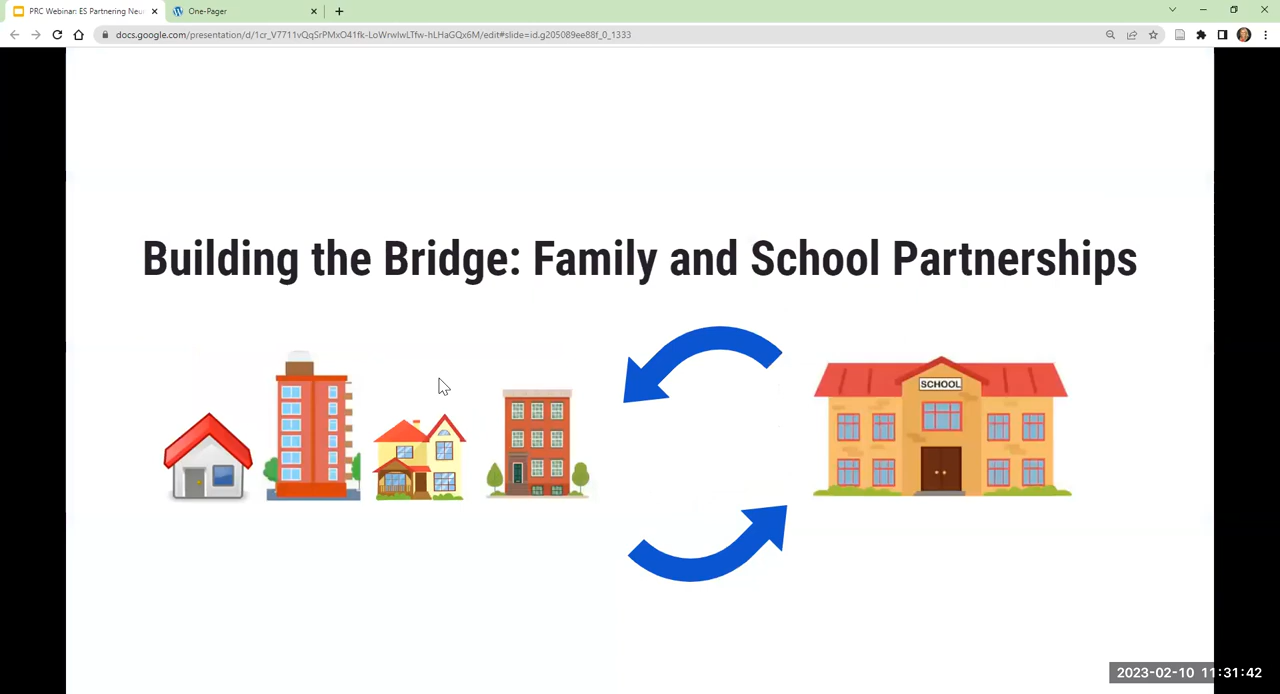 PRC Webinar: ES Partnering Neu
One-Pager
docs.google.com/presentation/d/1cr_V7711vQqSrPMxO41fk-LoWrwIwLTfw-hLHaGQx6M/edit#slide=id.g205089ee88f_0_1333
Building the Bridge: Family and School Partnerships
SCHOOL
2023-02-10 11:31:42